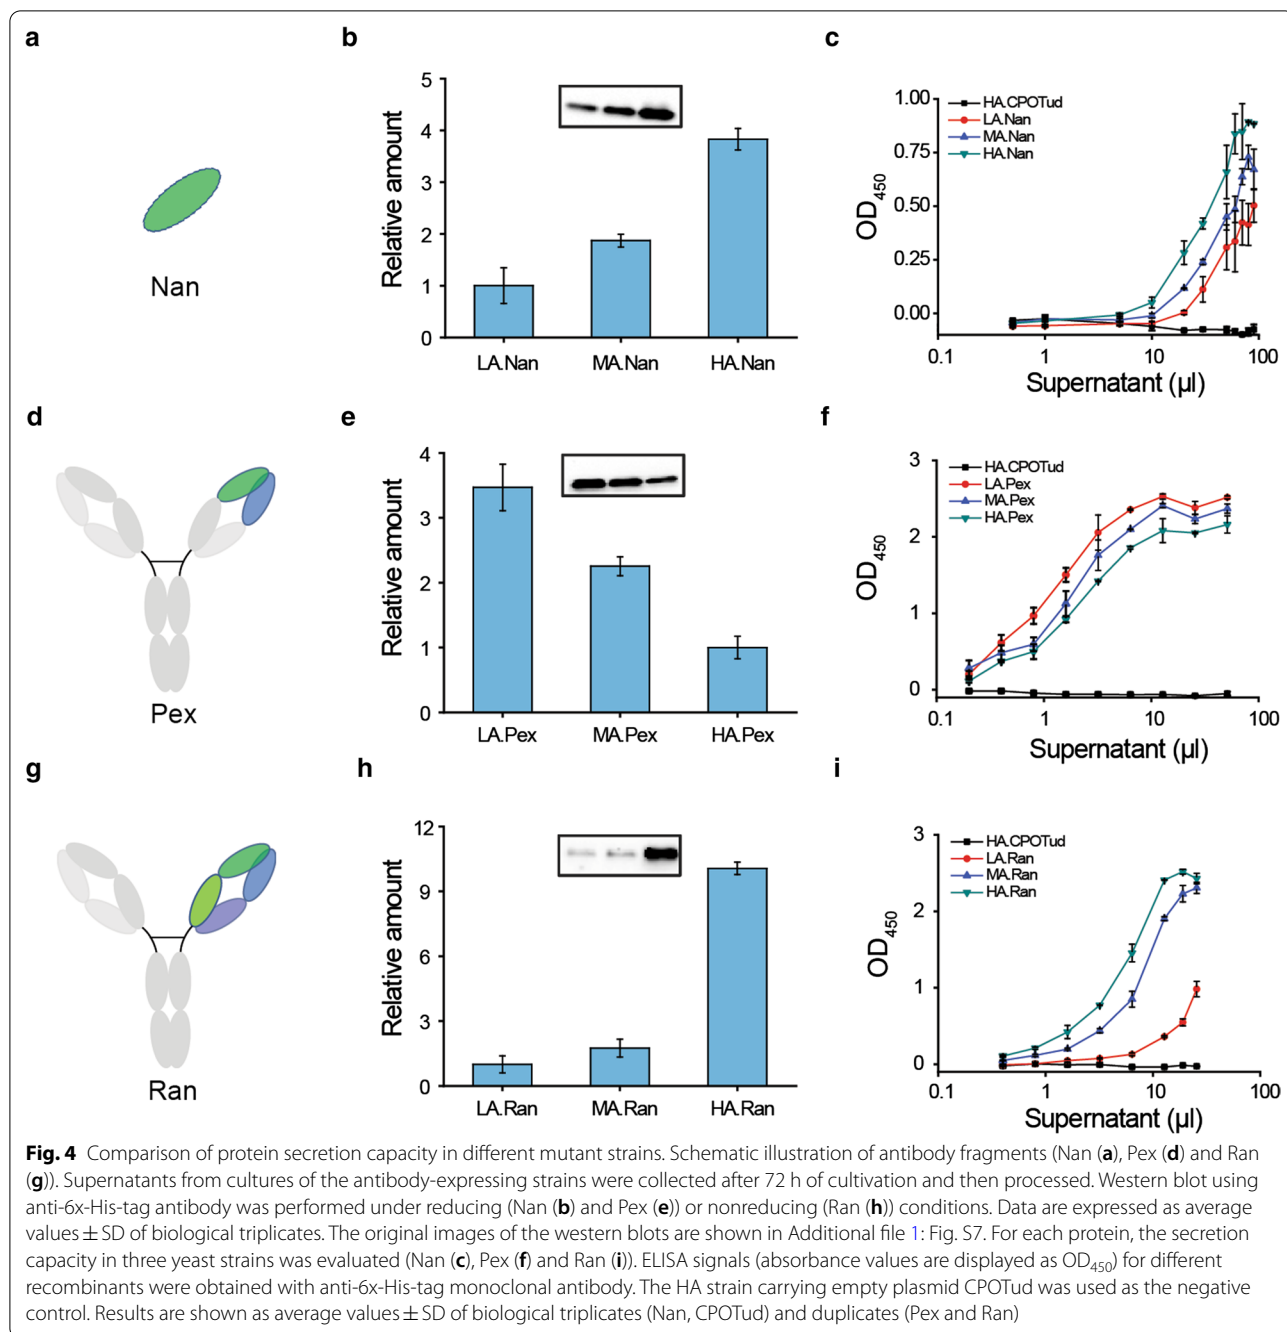 a
Nan
b
Relative amount
5
4
3
2
1
0
LA.Nan MA.Nan HA.Nan
c
HA.CPOTud
LA.Nan
MA.Nan
HA.Nan
OD450
1.00
0.75
0.50
0.25
0.00
0.1 1 10 100
Supernatant (µl)
d
Pex
e
Relative amount
4
3
2
1
0
LA.Pex MA.Pex HA.Pex
f
HA.CPOTud
LA.Pex
MA.Pex
HA.Pex
OD450
3
2
1
0
0.1 1 10 100
Supernatant (µl)
g
Ran
h
Relative amount
12
9
6
3
0
LA.Ran MA.Ran HA.Ran
i
HA.CPOTud
LA.Ran
MA.Ran
HA.Ran
OD450
3
2
1
0
0.1 1 10 100
Supernatant (µl)
Fig. 4 Comparison of protein secretion capacity in different mutant strains. Schematic illustration of antibody fragments (Nan (a), Pex (d) and Ran
(g)). Supernatants from cultures of the antibody-expressing strains were collected after 72 h of cultivation and then processed. Western blot using
anti-6x-His-tag antibody was performed under reducing (Nan (b) and Pex (e)) or nonreducing (Ran (h)) conditions. Data are expressed as average
values ± SD of biological triplicates. The original images of the western blots are shown in Additional file 1: Fig. S7. For each protein, the secretion
capacity in three yeast strains was evaluated (Nan (c), Pex (f) and Ran (i)). ELISA signals (absorbance values are displayed as OD450) for different
recombinants were obtained with anti-6x-His-tag monoclonal antibody. The HA strain carrying empty plasmid CPOTud was used as the negative
control. Results are shown as average values ± SD of biological triplicates (Nan, CPOTud) and duplicates (Pex and Ran)